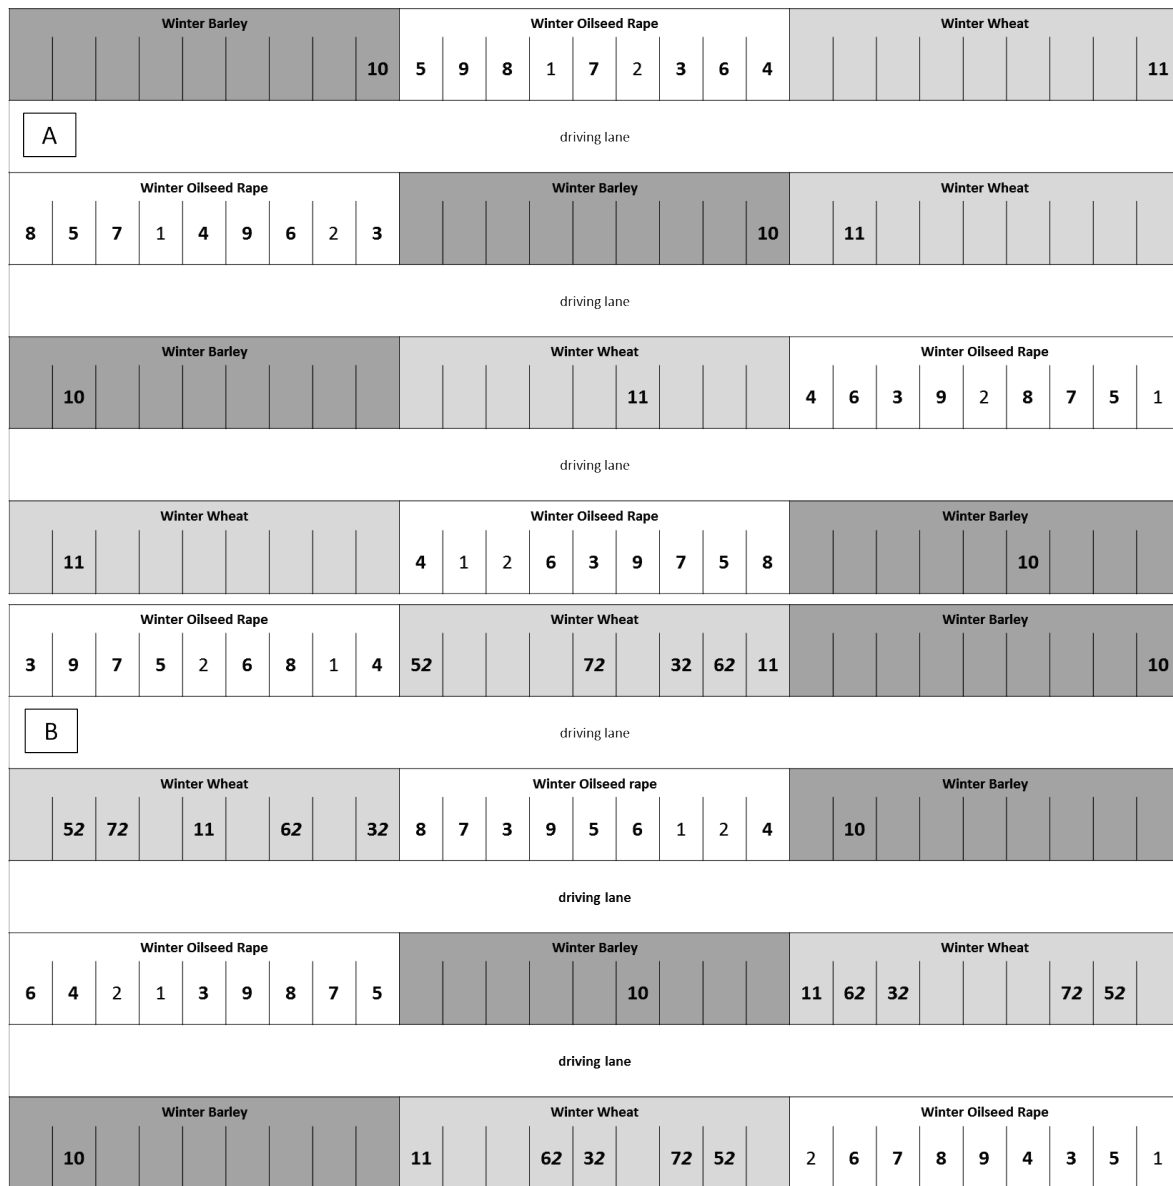 Winter Barley Winter Oilseed Rape Winter Wheat
10 5 9 8 1 7 2 3 6 4 11
A driving lane
Winter Oilseed Rape Winter Barley Winter Wheat
8 5 7 1 4 9 6 2 3 10 11
driving lane
Winter Barley Winter Wheat Winter Oilseed Rape
10 11 4 6 3 9 2 8 7 5 1
driving lane
Winter Wheat Winter Oilseed Rape Winter Barley
11 4 1 2 6 3 9 7 5 8 10
Winter Oilseed Rape Winter Wheat Winter Barley
3 9 7 5 2 6 8 1 4 52 72 32 62 11 10
B driving lane
Winter Wheat Winter Oilseed rape Winter Barley
52 72 11 62 32 8 7 3 9 5 6 1 2 4 10
driving lane
Winter Oilseed Rape Winter Barley Winter Wheat
6 4 2 1 3 9 8 7 5 10 11 62 32 72 52
driving lane
Winter Barley Winter Wheat Winter Oilseed Rape
10 11 62 32 72 52 2 6 7 8 9 4 3 5 1